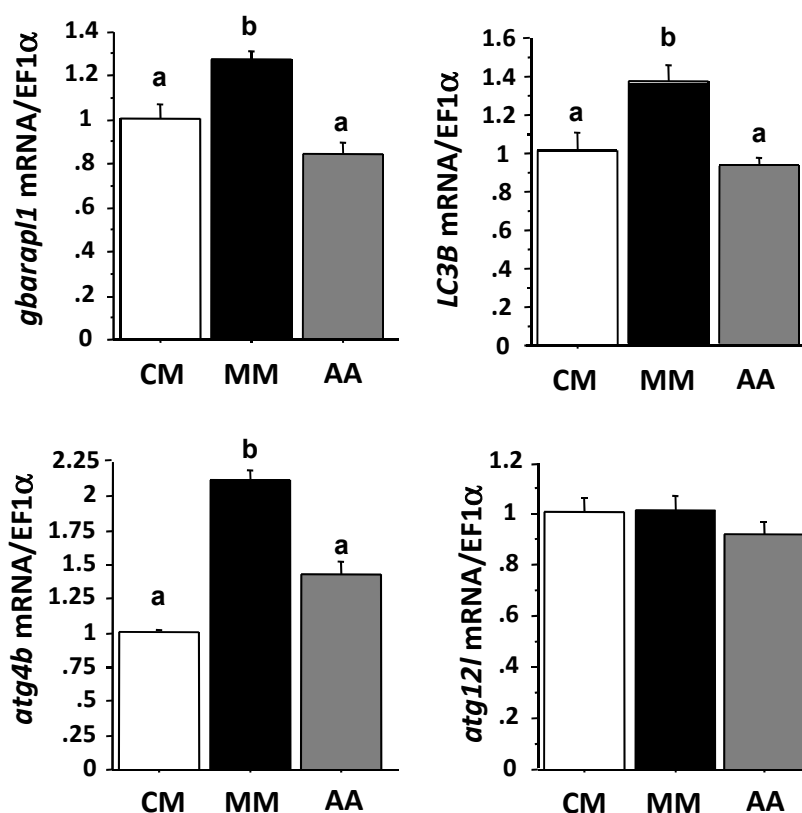 gbarapl1 mRNA/EF1α
1.4
1.2
1
.8
.6
.4
.2
0
a
b
a
CM MM AA
LC3B mRNA/EF1α
1.6
1.4
1.2
1
.8
.6
.4
.2
0
a
b
a
CM MM AA
atg4b mRNA/EF1α
2.25
2
1.75
1.5
1.25
1
.75
.5
.25
0
a
b
a
CM MM AA
atg12l mRNA/EF1α
1.2
1
.8
.6
.4
.2
0
CM MM AA